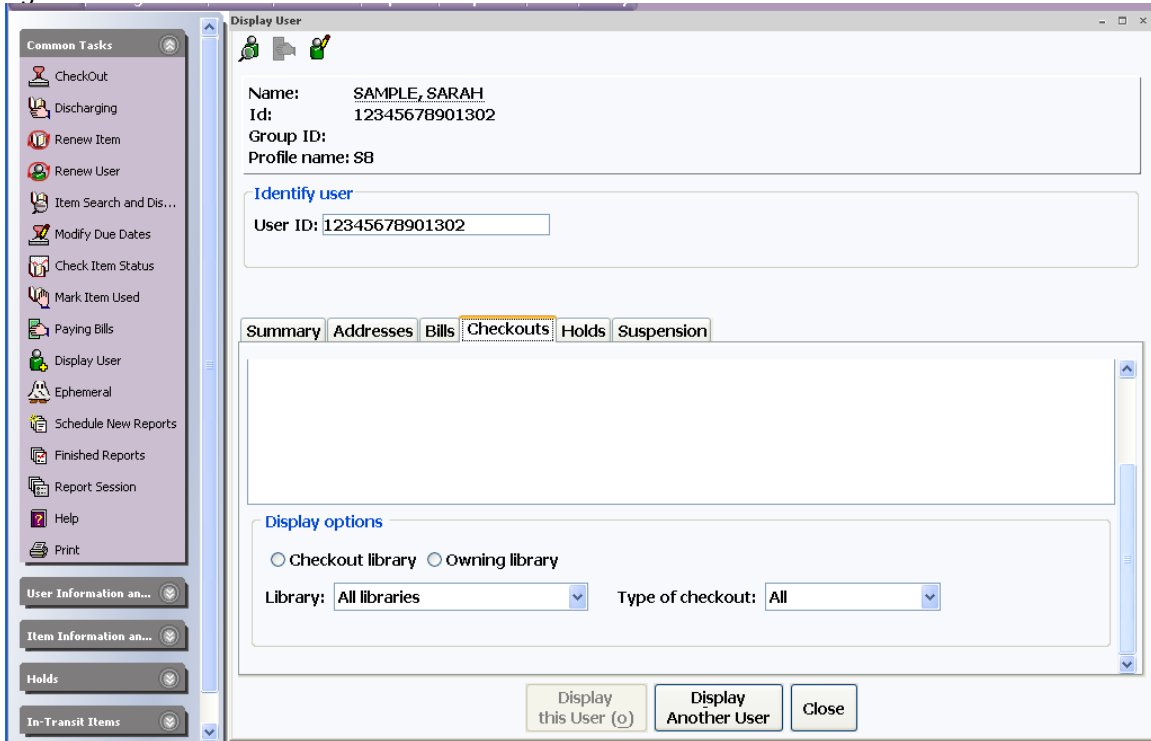 Display User
Common Tasks
CheckOut
Discharging
Renew Item
Renew User
Item Search and Dis...
Modify Due Dates
Check Item Status
Mark Item Used
Paying Bills
Display User
Ephemeral
Schedule New Reports
Finished Reports
Report Session
Help
Print
User Information an...
Item Information an...
Holds
In-Transit Items
Name: SAMPLE, SARAH
Id: 12345678901302
Group ID:
Profile name: S8
Identify user
User ID: 12345678901302
Summary Addresses Bills Checkouts Holds Suspension
Display options
Checkout library Owning library
Library: All libraries Type of checkout: All
Display
this User (o)
Display
Another User
Close